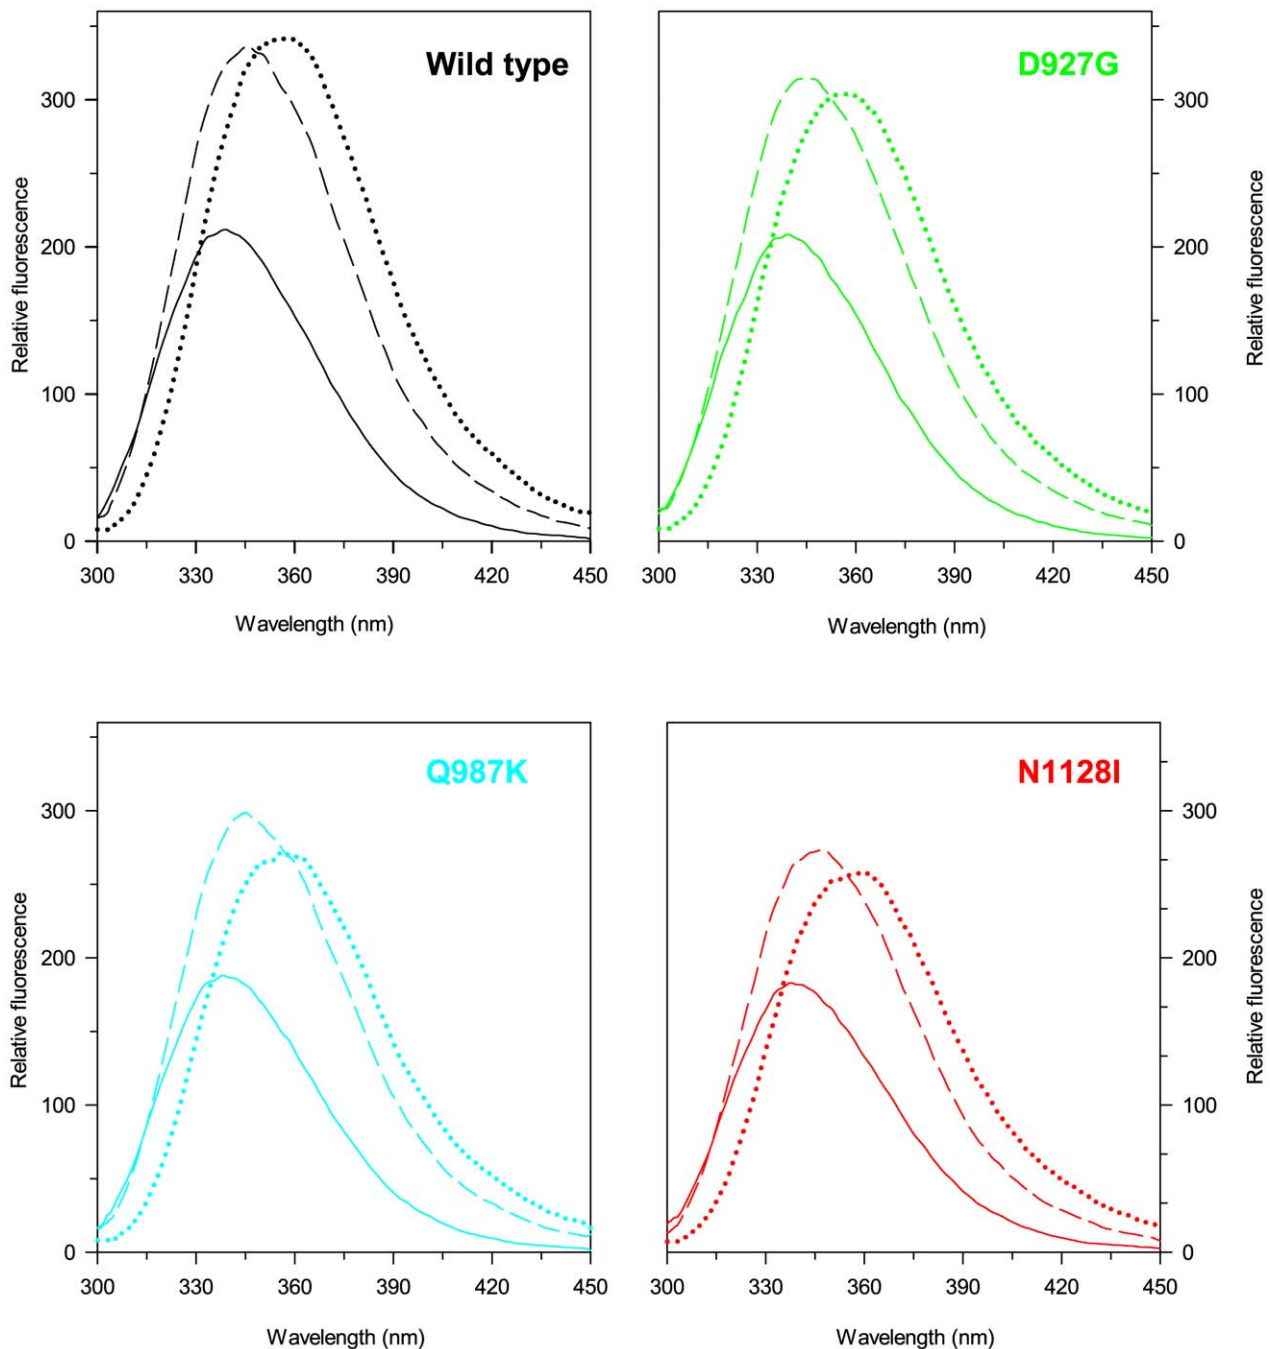 Wild type
300
200
100
0
Relative fluorescence
300 330 360 390 420 450
Wavelength (nm)
D927G
300
200
100
0
Relative fluorescence
300 330 360 390 420 450
Wavelength (nm)
Q987K
300
200
100
0
Relative fluorescence
300 330 360 390 420 450
Wavelength (nm)
N1128I
300
200
100
0
Relative fluorescence
300 330 360 390 420 450
Wavelength (nm)